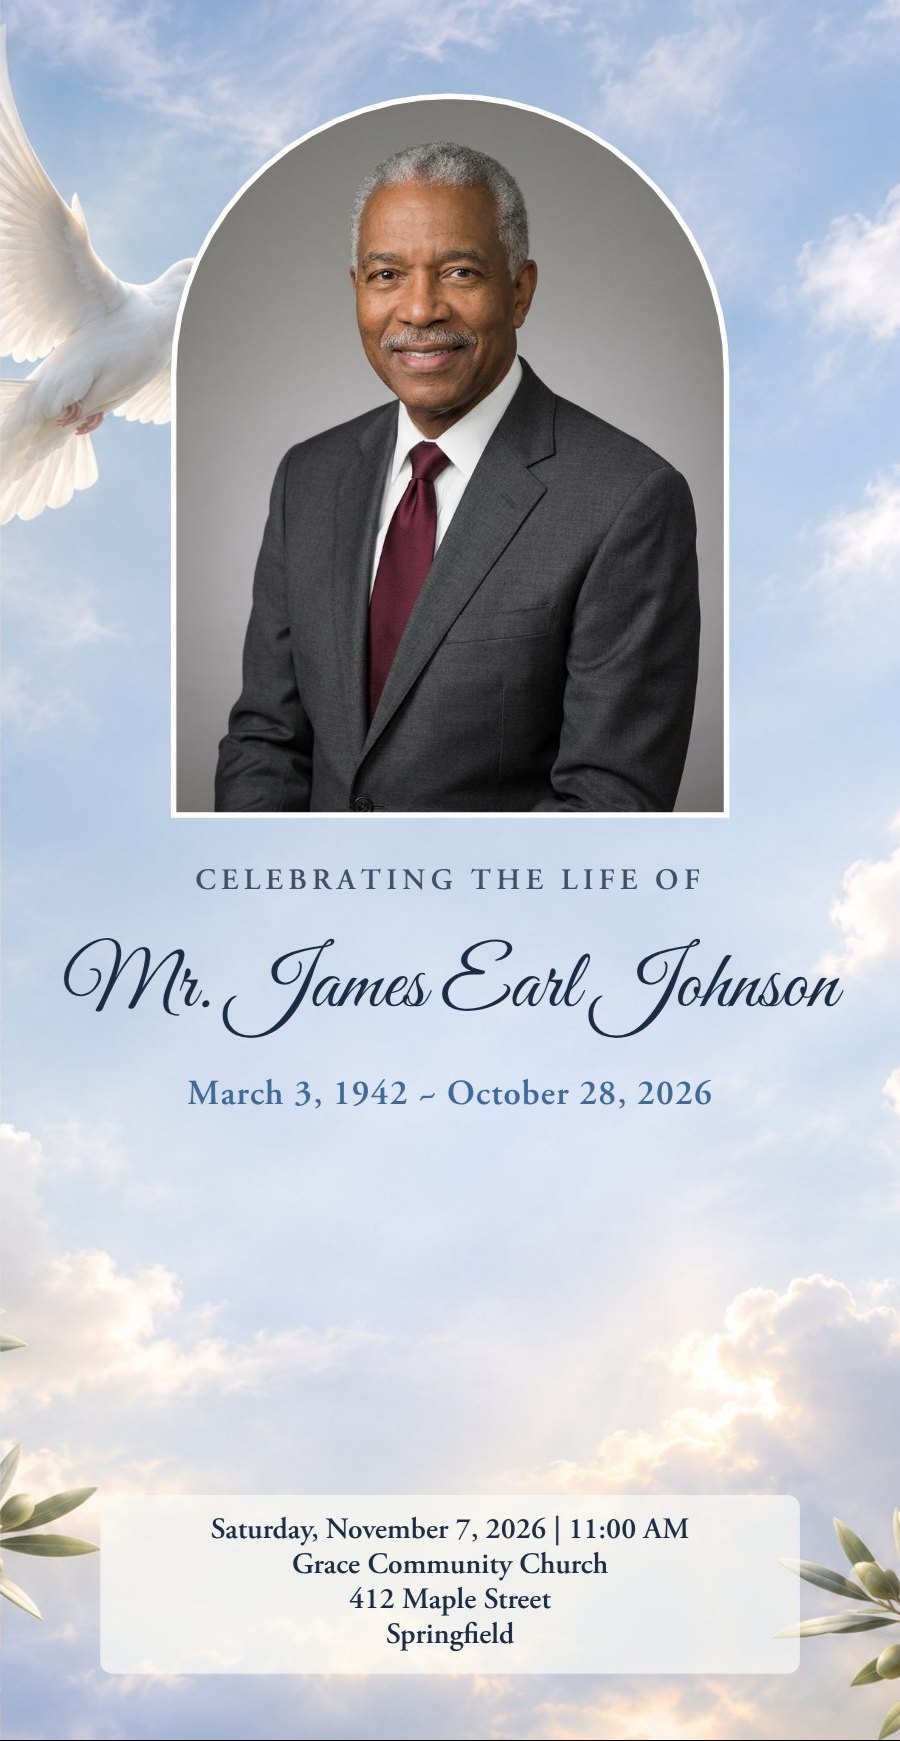 CELEBRATING THE LIFE OF
Mr. James Earl Johnson
March 3, 1942 ~ October 28, 2026
Saturday, November 7, 2026 | 11:00 AM
Grace Community Church
412 Maple Street
Springfield